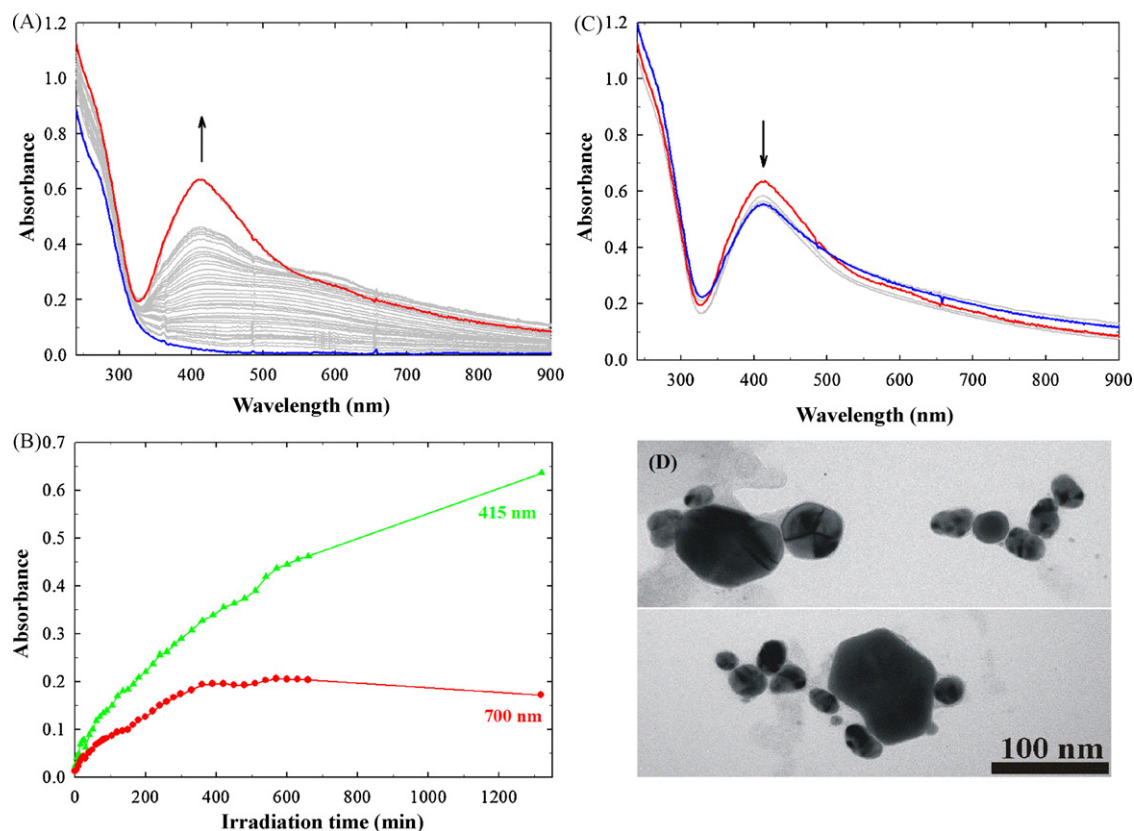 (A)
1.2
1.0
0.8
0.6
0.4
0.2
0.0
Absorbance
300 400 500 600 700 800 900
Wavelength (nm)
(C)
1.2
1.0
0.8
0.6
0.4
0.2
0.0
Absorbance
300 400 500 600 700 800 900
Wavelength (nm)
(B)
0.7
0.6
0.5
0.4
0.3
0.2
0.1
0.0
Absorbance
415 nm
700 nm
0 200 400 600 800 1000 1200
Irradiation time (min)
(D)
100 nm